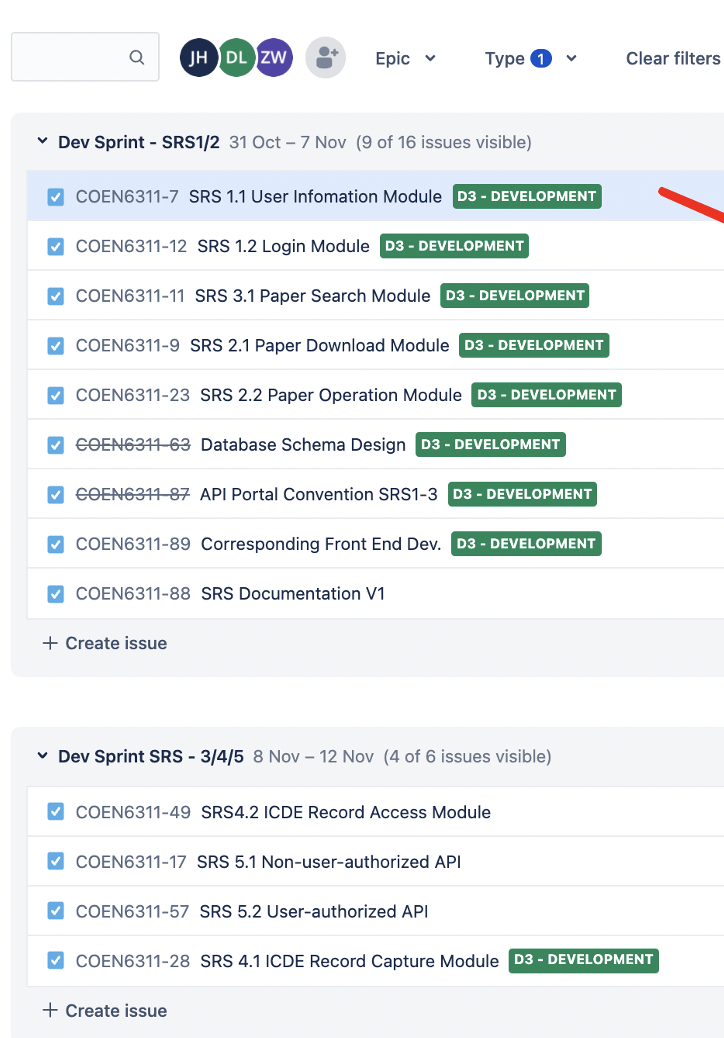 JH DL ZW Epic Type 1 Clear filters
Dev Sprint - SRS1/2 31 Oct – 7 Nov (9 of 16 issues visible)
COEN6311-7 SRS 1.1 User Infomation Module D3 - DEVELOPMENT
COEN6311-12 SRS 1.2 Login Module D3 - DEVELOPMENT
COEN6311-11 SRS 3.1 Paper Search Module D3 - DEVELOPMENT
COEN6311-9 SRS 2.1 Paper Download Module D3 - DEVELOPMENT
COEN6311-23 SRS 2.2 Paper Operation Module D3 - DEVELOPMENT
COEN6311-63 Database Schema Design D3 - DEVELOPMENT
COEN6311-87 API Portal Convention SRS1-3 D3 - DEVELOPMENT
COEN6311-89 Corresponding Front End Dev. D3 - DEVELOPMENT
COEN6311-88 SRS Documentation V1
+ Create issue
Dev Sprint SRS - 3/4/5 8 Nov – 12 Nov (4 of 6 issues visible)
COEN6311-49 SRS4.2 ICDE Record Access Module
COEN6311-17 SRS 5.1 Non-user-authorized API
COEN6311-57 SRS 5.2 User-authorized API
COEN6311-28 SRS 4.1 ICDE Record Capture Module D3 - DEVELOPMENT
+ Create issue